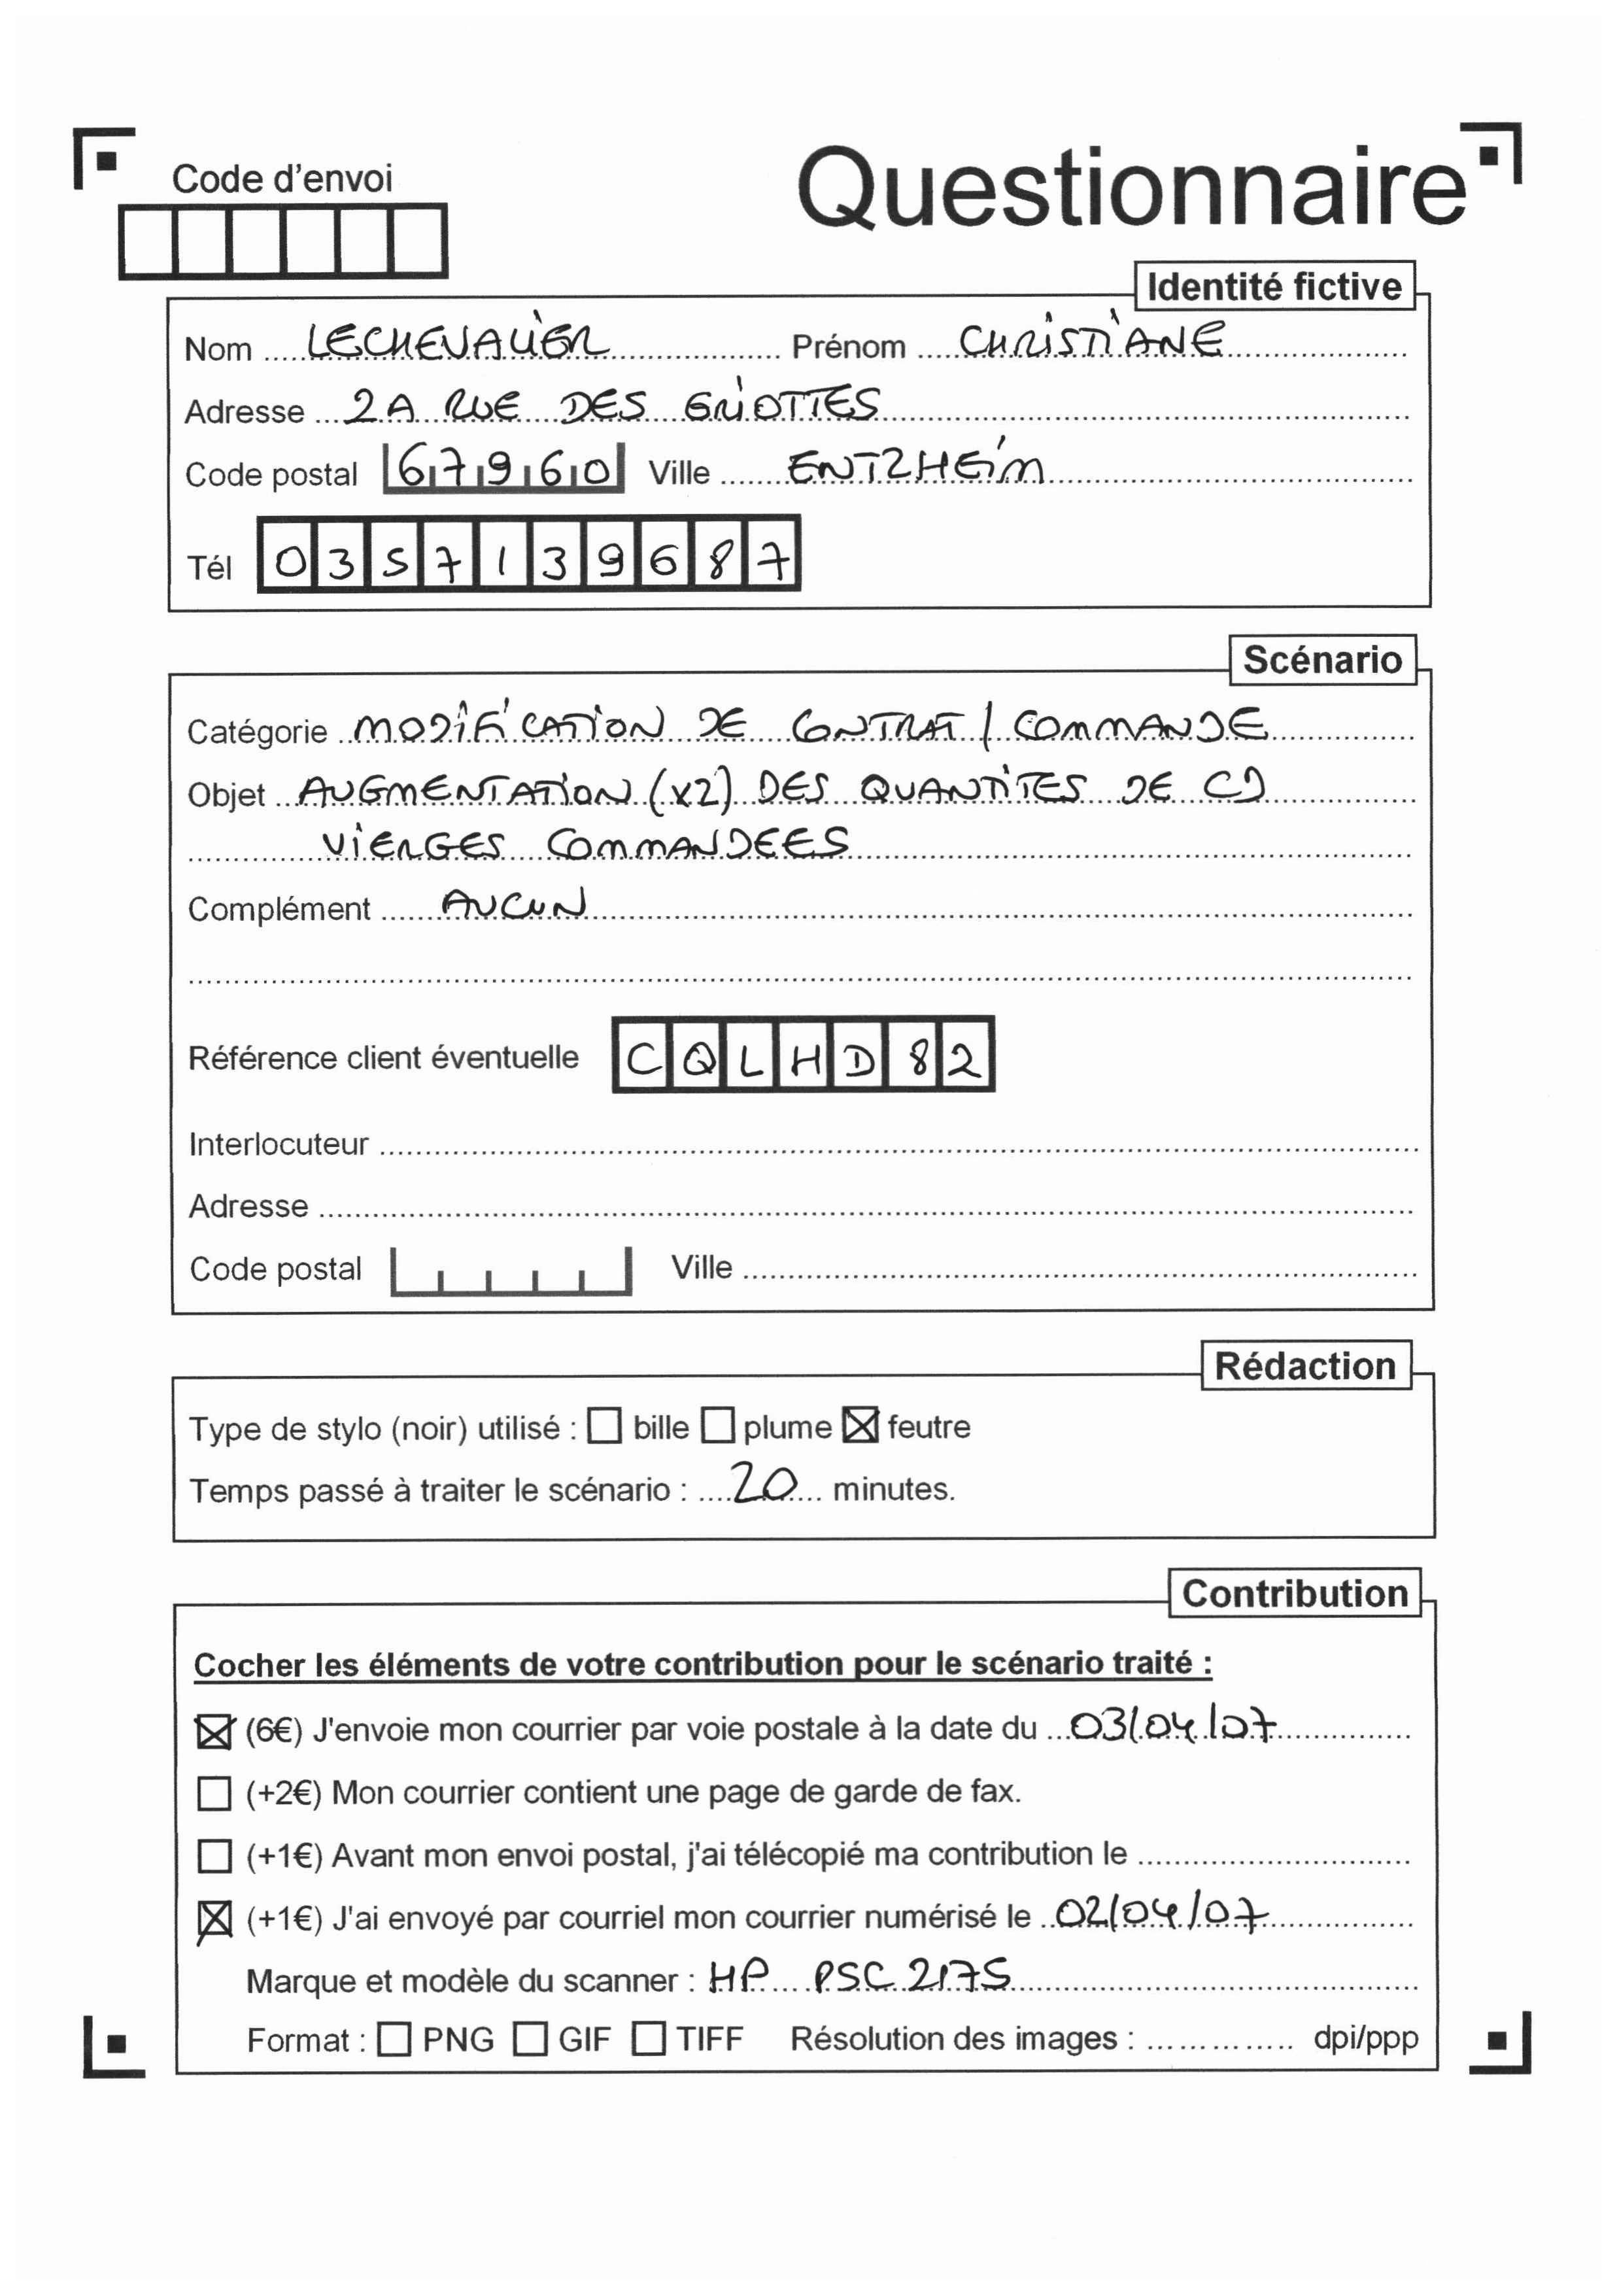 Code d'envoi
Questionnaire
Identité fictive
Nom LECHEVALIER Prénom CHRISTIANE
Adresse 2A RUE DES GRIOTTES
Code postal 67960 Ville ENTZHEIM
Tél 0357139687
Scénario
Catégorie MODIFICATION DE CONTRAT / COMMANDE
Objet AUGMENTATION (X2) DES QUANTITES DE CD
VIERGES COMMANDEES
Complément AUCUN
Référence client éventuelle CQLHD82
Interlocuteur
Adresse
Code postal Ville
Rédaction
Type de stylo (noir) utilisé : ☐ bille ☐ plume ☒ feutre
Temps passé à traiter le scénario : 20 minutes.
Contribution
Cocher les éléments de votre contribution pour le scénario traité :
☒ (6€) J'envoie mon courrier par voie postale à la date du 03/04/07
☐ (+2€) Mon courrier contient une page de garde de fax.
☐ (+1€) Avant mon envoi postal, j'ai télécopié ma contribution le
☒ (+1€) J'ai envoyé par courriel mon courrier numérisé le 02/04/07
Marque et modèle du scanner : HP PSC 2175
Format : ☐ PNG ☐ GIF ☐ TIFF Résolution des images : dpi/ppp